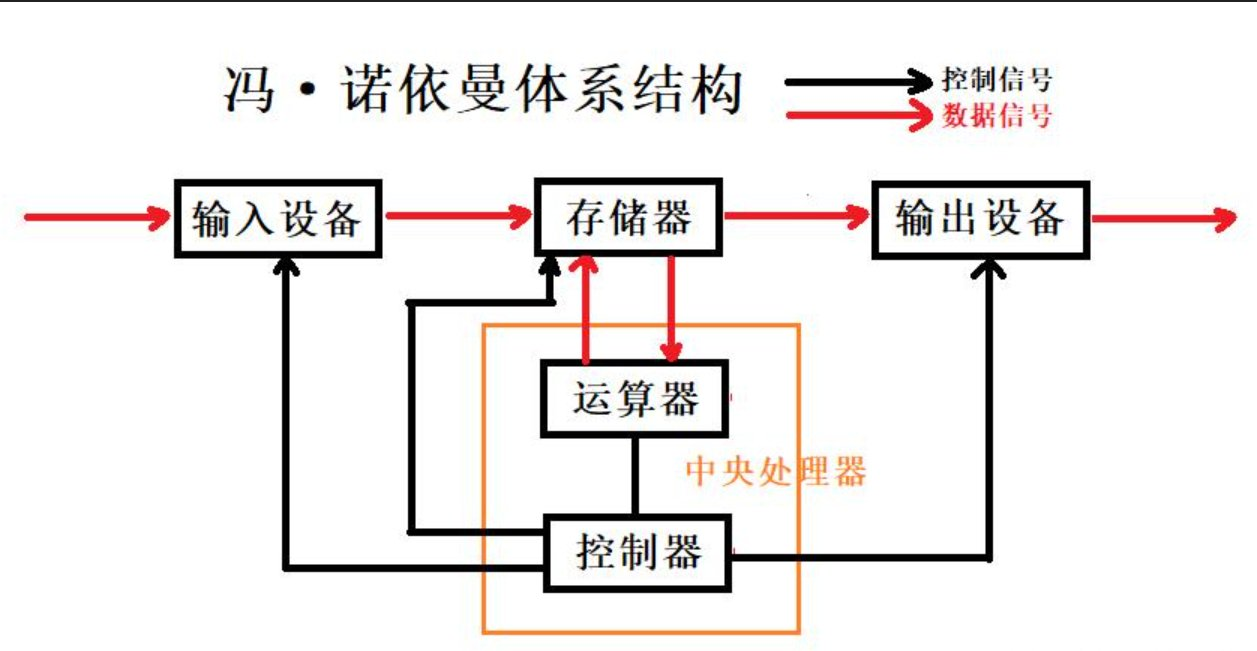 冯·诺依曼体系结构
控制信号
数据信号
输入设备
存储器
输出设备
运算器
中央处理器
控制器